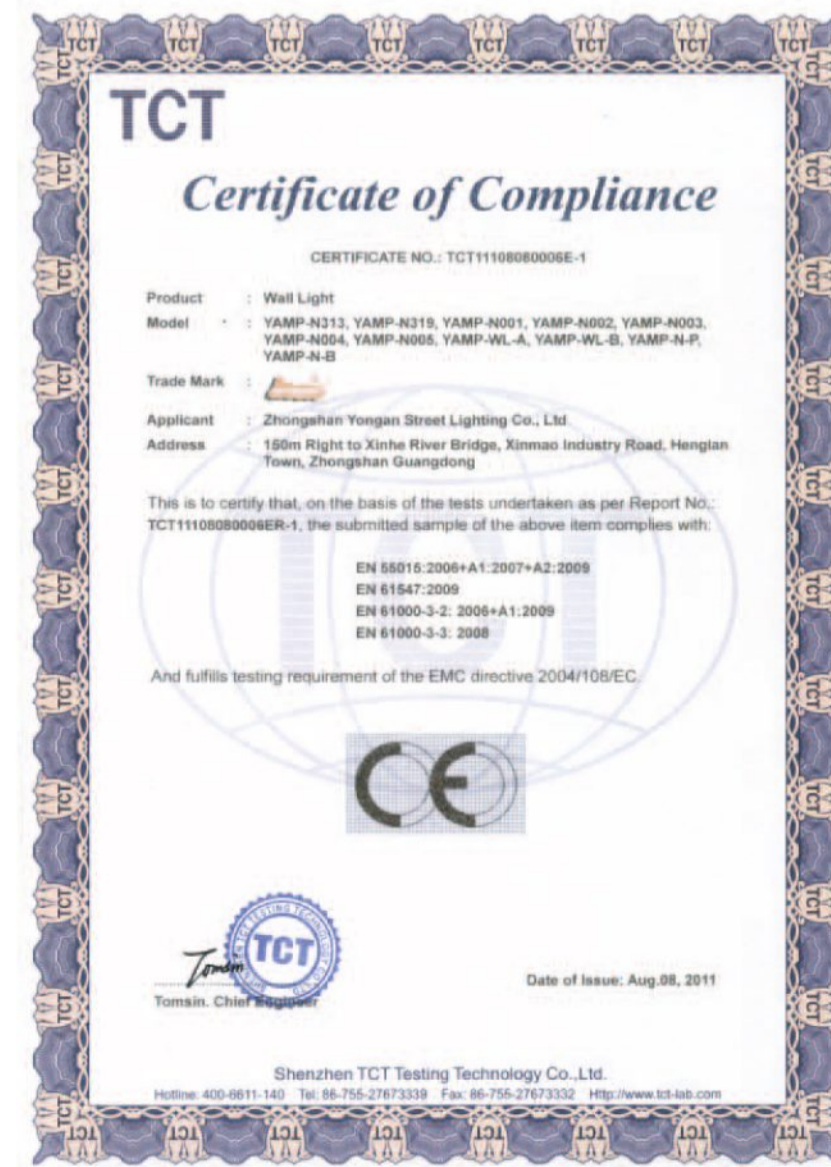 TCT
Certificate of Compliance
CERTIFICATE NO.: TCT11108080006E-1
Product : Wall Light
Model : YAMP-N313, YAMP-N319, YAMP-N001, YAMP-N002, YAMP-N003,
YAMP-N004, YAMP-N005, YAMP-WL-A, YAMP-WL-B, YAMP-N-P,
YAMP-N-B
Trade Mark :
Applicant : Zhongshan Yongan Street Lighting Co., Ltd
Address : 150m Right to Xinhe River Bridge, Xinmao Industry Road, Henglan
Town, Zhongshan Guangdong
This is to certify that, on the basis of the tests undertaken as per Report No.:
TCT11108080006ER-1, the submitted sample of the above item complies with:
EN 55015:2006+A1:2007+A2:2009
EN 61547:2009
EN 61000-3-2: 2006+A1:2009
EN 61000-3-3: 2008
And fulfills testing requirement of the EMC directive 2004/108/EC.
CE
TCT
Tomsin
Tomsin. Chief Engineer
Date of Issue: Aug.08, 2011
Shenzhen TCT Testing Technology Co.,Ltd.
Hotline: 400-6611-140 Tel: 86-755-27673339 Fax: 86-755-27673332 Http://www.tct-lab.com